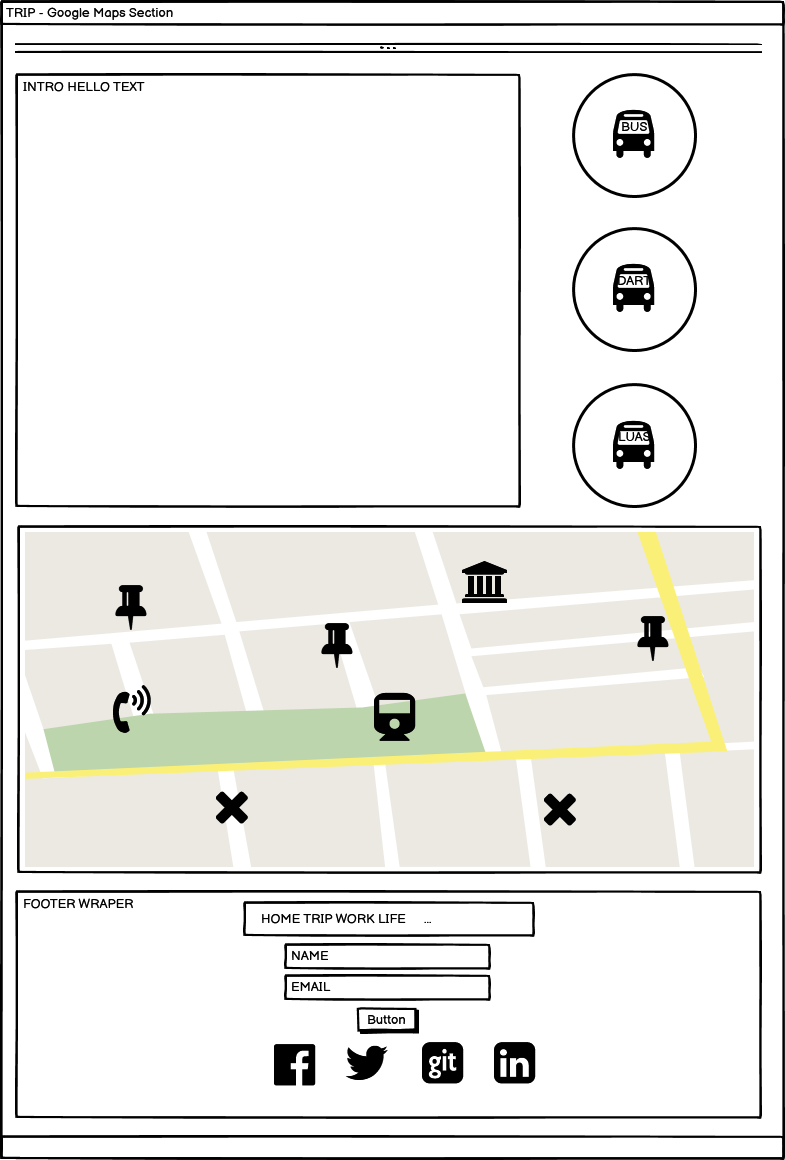 TRIP - Google Maps Section
...
INTRO HELLO TEXT
BUS
DART
LUAS
FOOTER WRAPER
HOME TRIP WORK LIFE ...
NAME
EMAIL
Button
f git in